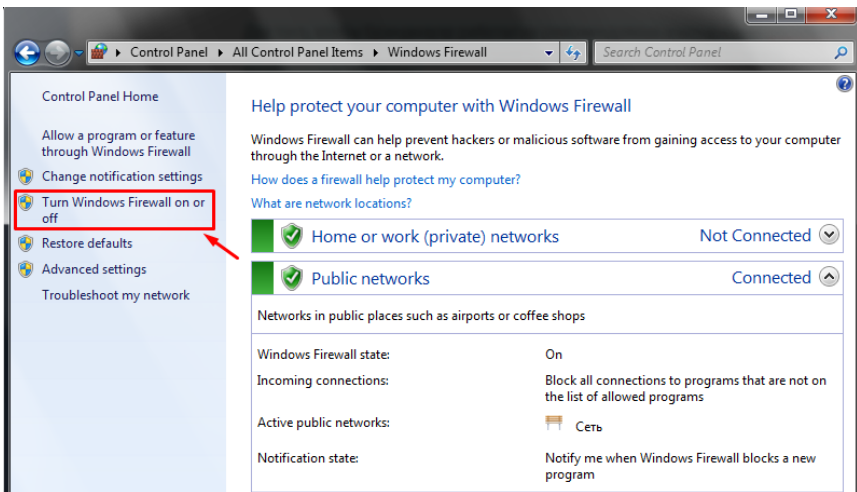 Control Panel ▸ All Control Panel Items ▸ Windows Firewall
Search Control Panel
Control Panel Home
Allow a program or feature
through Windows Firewall
Change notification settings
Turn Windows Firewall on or
off
Restore defaults
Advanced settings
Troubleshoot my network
Help protect your computer with Windows Firewall
Windows Firewall can help prevent hackers or malicious software from gaining access to your computer
through the Internet or a network.
How does a firewall help protect my computer?
What are network locations?
Home or work (private) networks Not Connected
Public networks Connected
Networks in public places such as airports or coffee shops
Windows Firewall state: On
Incoming connections: Block all connections to programs that are not on
the list of allowed programs
Active public networks: Сеть
Notification state: Notify me when Windows Firewall blocks a new
program